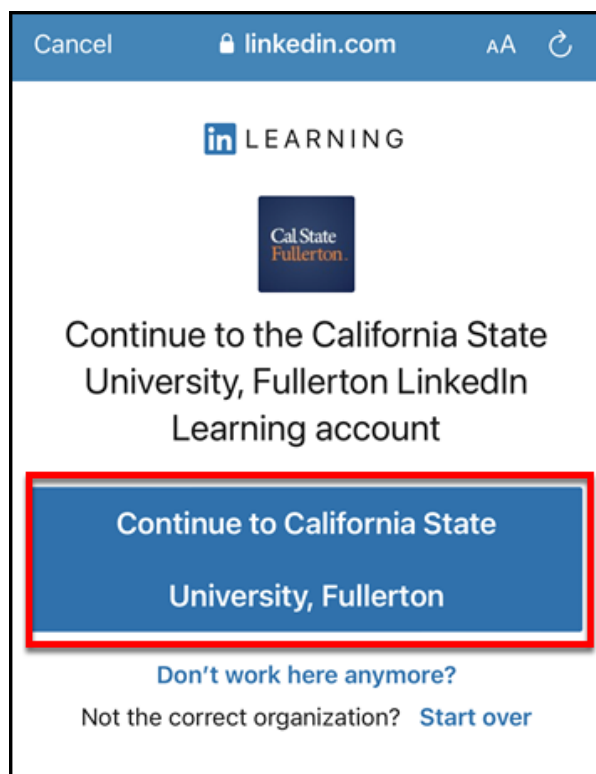 Cancel linkedin.com AA
in LEARNING
Cal State
Fullerton.
Continue to the California State
University, Fullerton LinkedIn
Learning account
Continue to California State
University, Fullerton
Don't work here anymore?
Not the correct organization? Start over